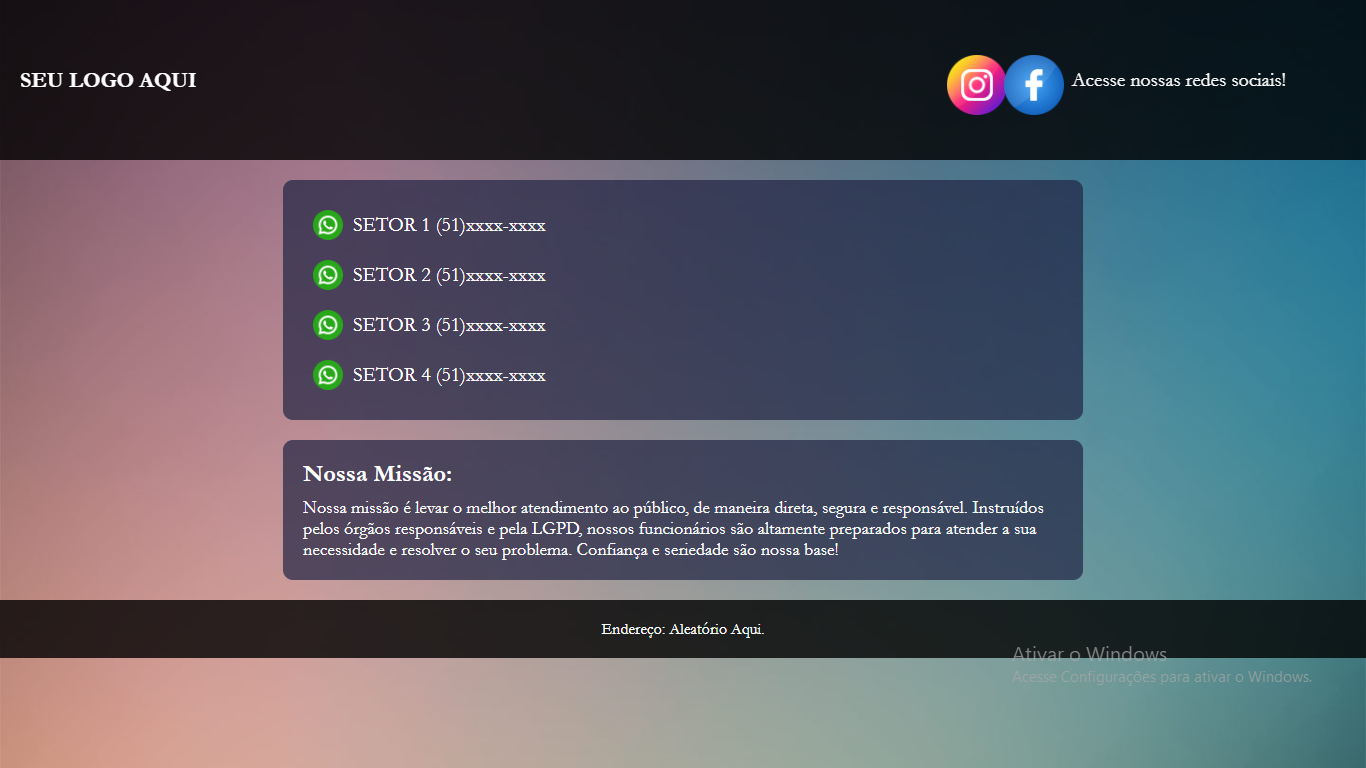 SEU LOGO AQUI
Acesse nossas redes sociais!
SETOR 1 (51)xxxx-xxxx
SETOR 2 (51)xxxx-xxxx
SETOR 3 (51)xxxx-xxxx
SETOR 4 (51)xxxx-xxxx
Nossa Missão:
Nossa missão é levar o melhor atendimento ao público, de maneira direta, segura e responsável. Instruídos
pelos órgãos responsáveis e pela LGPD, nossos funcionários são altamente preparados para atender a sua
necessidade e resolver o seu problema. Confiança e seriedade são nossa base!
Endereço: Aleatório Aqui.
Ativar o Windows
Acesse Configurações para ativar o Windows.